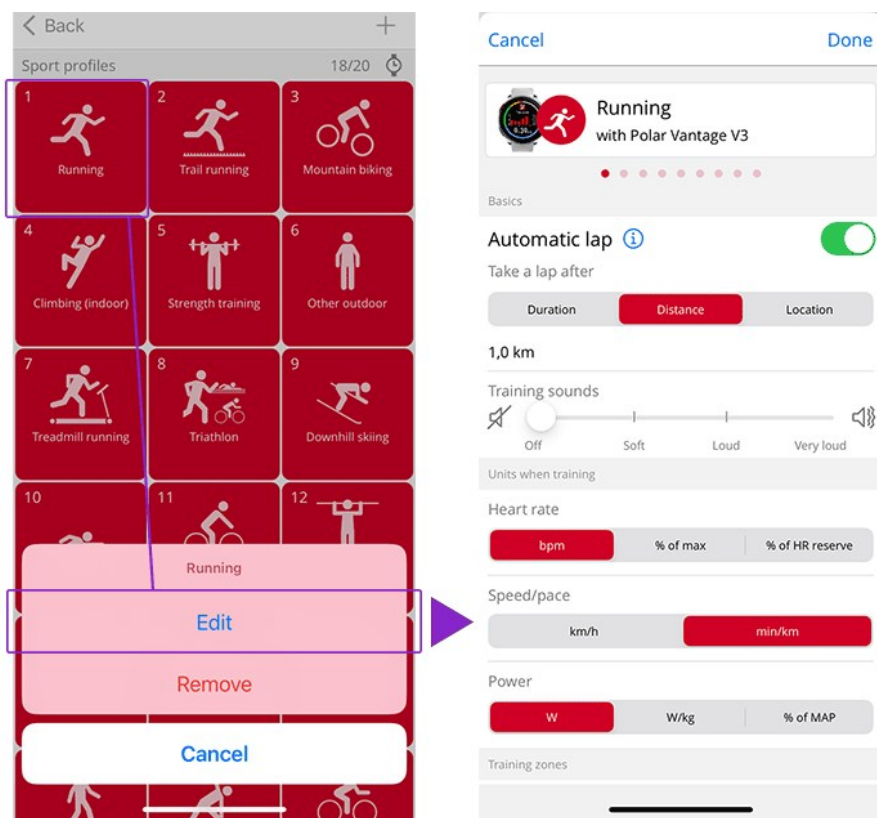 Back
Sport profiles 18/20
1
Running
2
Trail running
3
Mountain biking
4
Climbing (indoor)
5
Strength training
6
Other outdoor
7
Treadmill running
8
Triathlon
9
Downhill skiing
10
11
12
Running
Edit
Remove
Cancel
Cancel Done
Running
with Polar Vantage V3
Basics
Automatic lap
Take a lap after
Duration Distance Location
1,0 km
Training sounds
Off Soft Loud Very loud
Units when training
Heart rate
bpm % of max % of HR reserve
Speed/pace
km/h min/km
Power
W W/kg % of MAP
Training zones